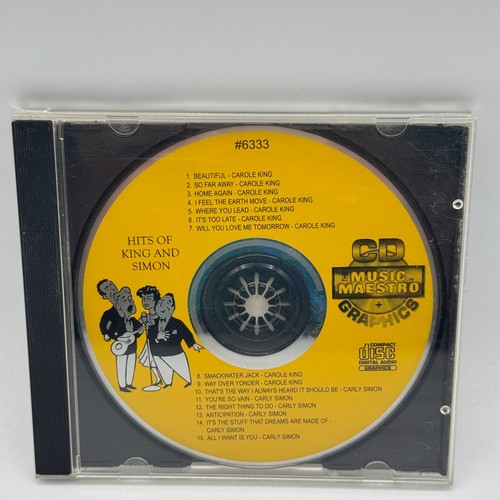 #6333
1. BEAUTIFUL - CAROLE KING
2. SO FAR AWAY - CAROLE KING
3. HOME AGAIN - CAROLE KING
4. I FEEL THE EARTH MOVE - CAROLE KING
5. WHERE YOU LEAD - CAROLE KING
6. IT'S TOO LATE - CAROLE KING
7. WILL YOU LOVE ME TOMORROW - CAROLE KING
HITS OF
KING AND
SIMON
CD
THE MUSIC
MAESTRO
+
GRAPHICS
COMPACT
disc
DIGITAL AUDIO
GRAPHICS
8. SMACKWATER JACK - CAROLE KING
9. WAY OVER YONDER - CAROLE KING
10. THAT'S THE WAY I ALWAYS HEARD IT SHOULD BE - CARLY SIMON
11. YOU'RE SO VAIN - CARLY SIMON
12. THE RIGHT THING TO DO - CARLY SIMON
13. ANTICIPATION - CARLY SIMON
14. IT'S THE STUFF THAT DREAMS ARE MADE OF -
CARLY SIMON
15. ALL I WANT IS YOU - CARLY SIMON